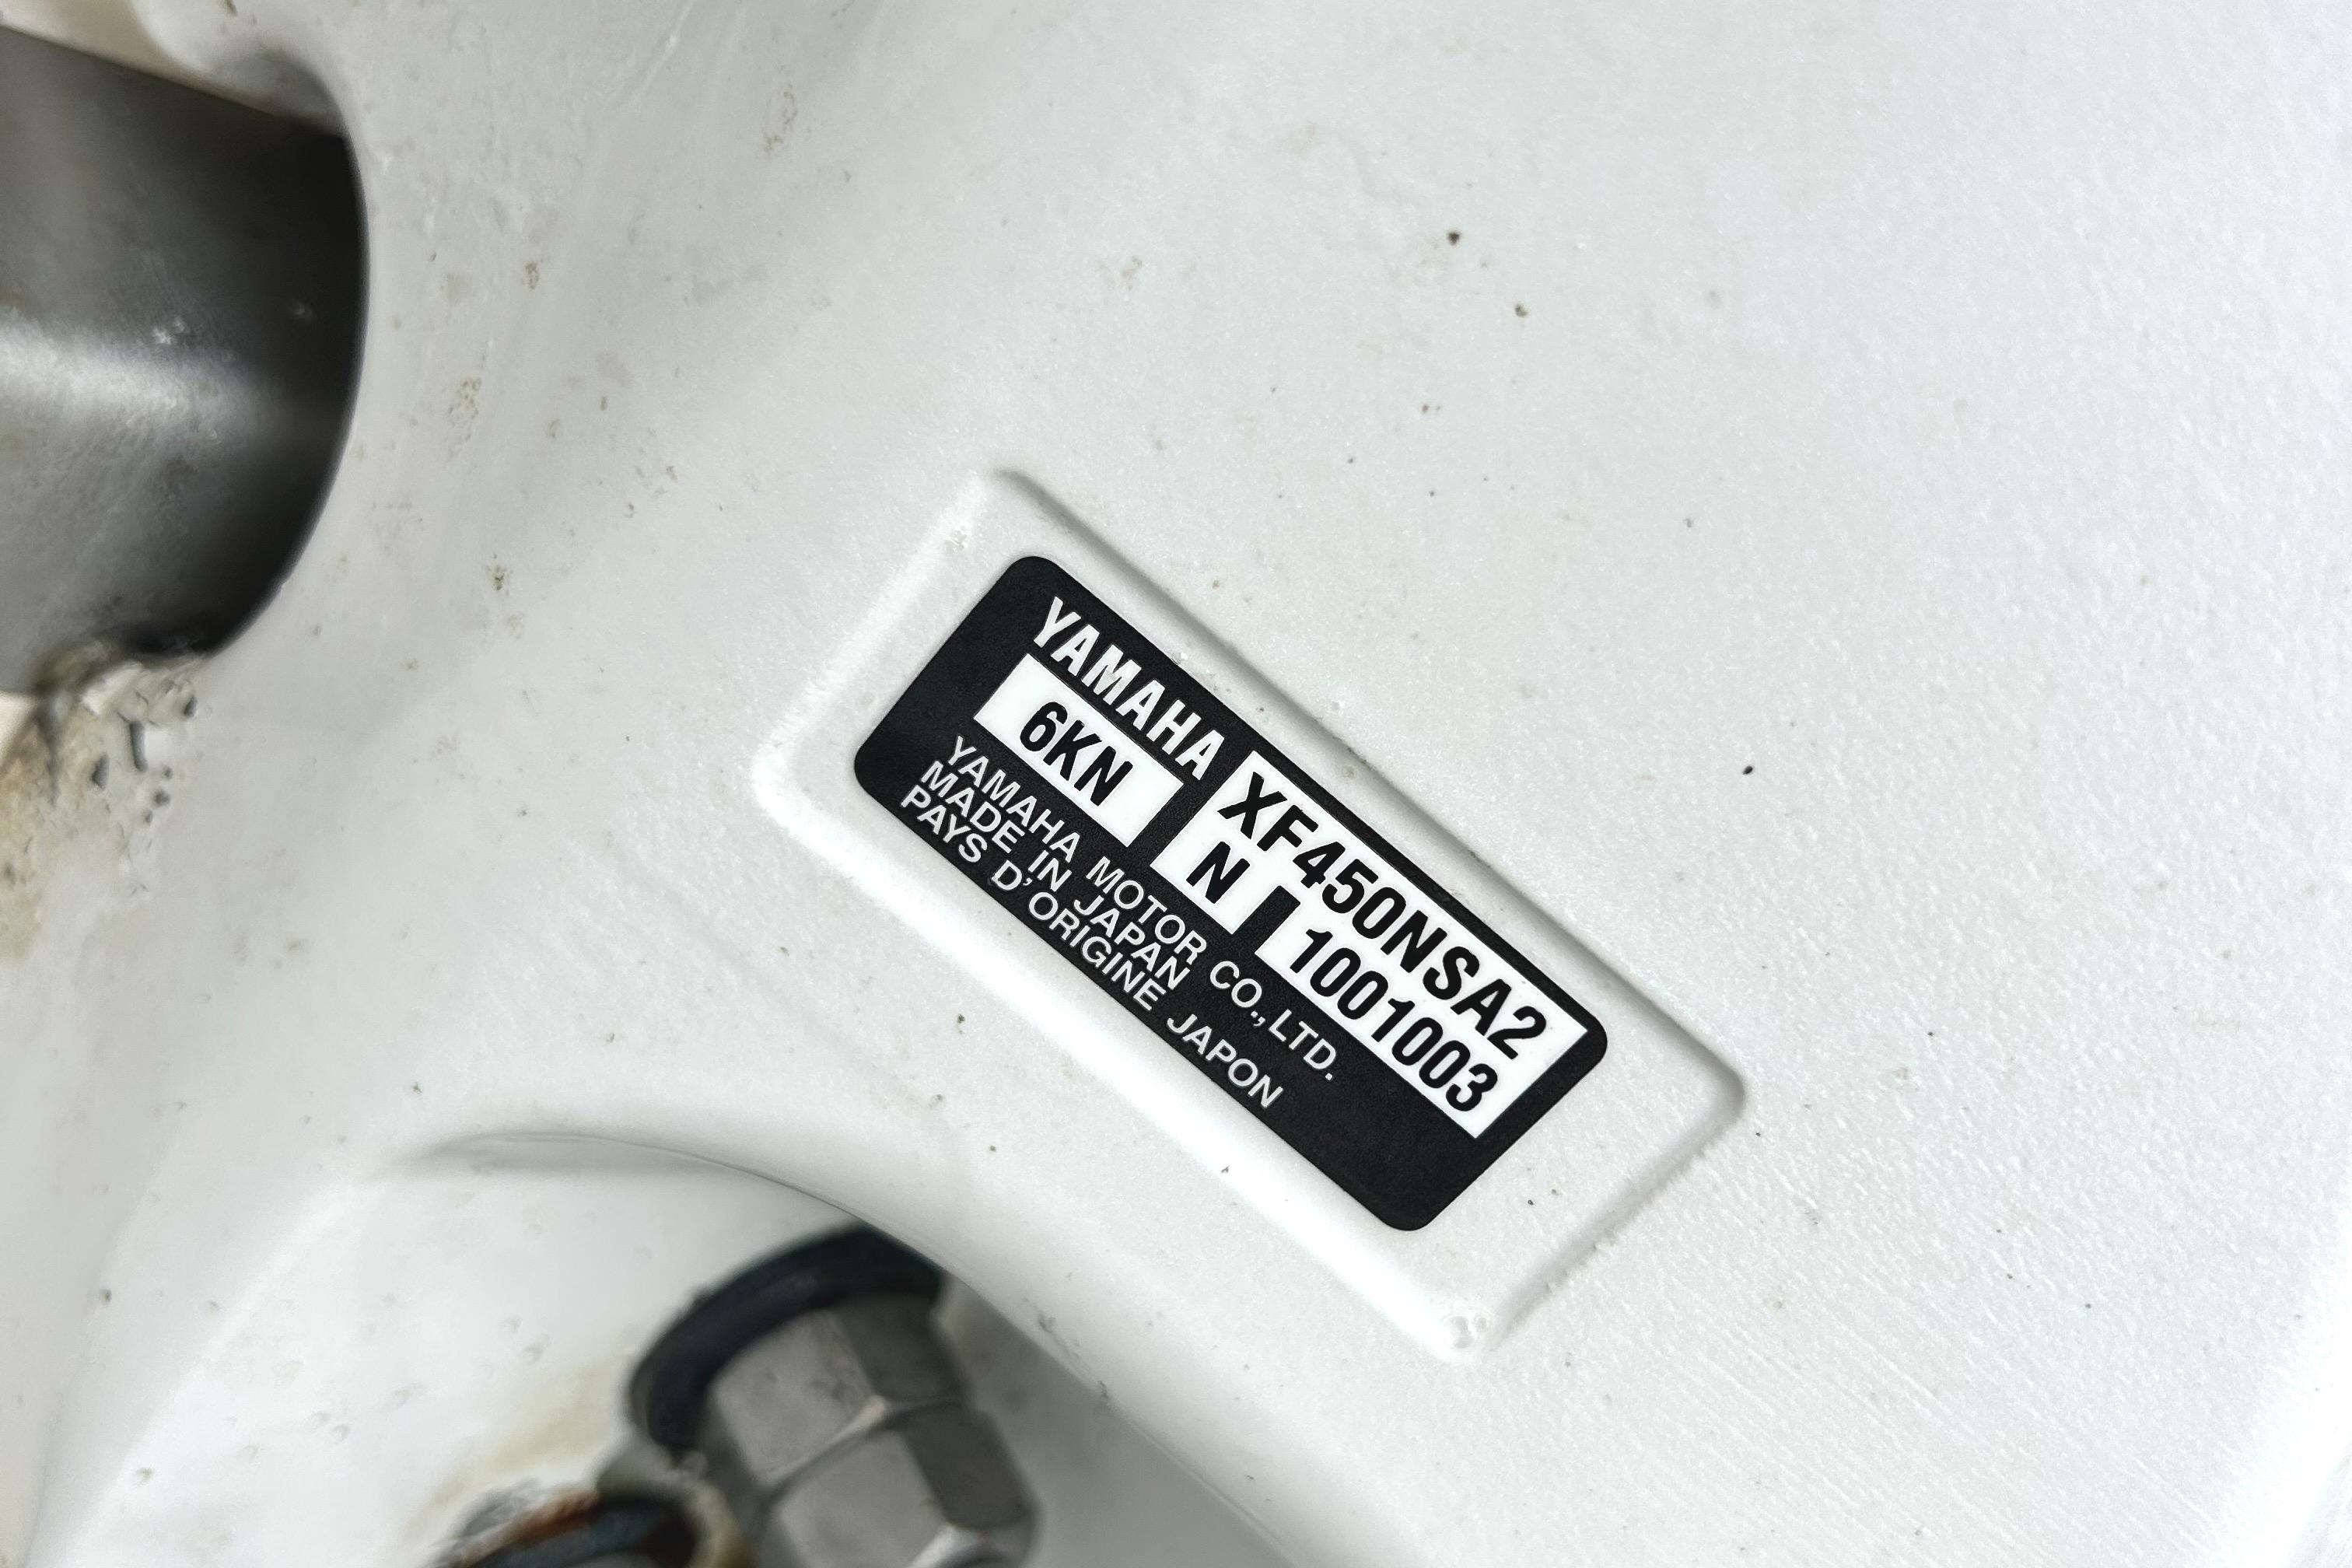 YAMAHA XF450NSA2
6KN N 1001003
YAMAHA MOTOR CO., LTD.
MADE IN JAPAN
PAYS D'ORIGINE JAPON